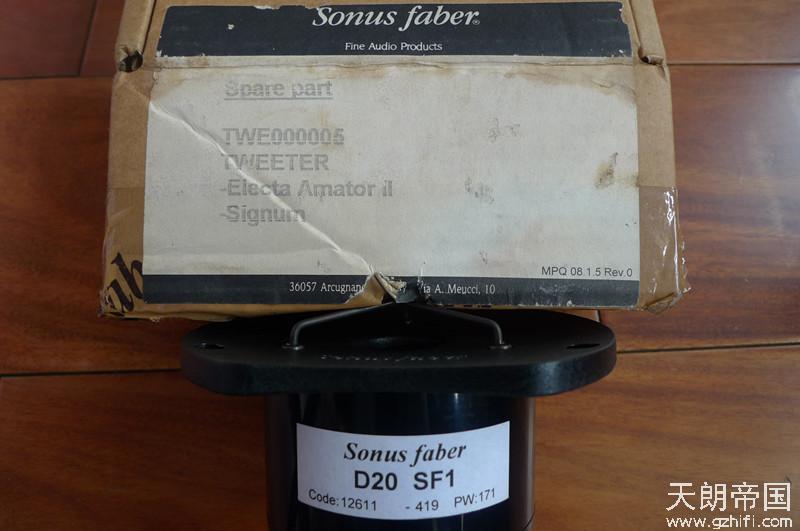 Sonus faber®
Fine Audio Products
Spare part
TWE000005
TWEETER
-Electa Amator II
-Signum
MPQ 08.1.5 Rev.0
36057 Arcugnano Via A. Meucci, 10
Sonus faber
D20 SF1
Code:12611 - 419 PW:171
天朗帝国
www.gzhifi.com